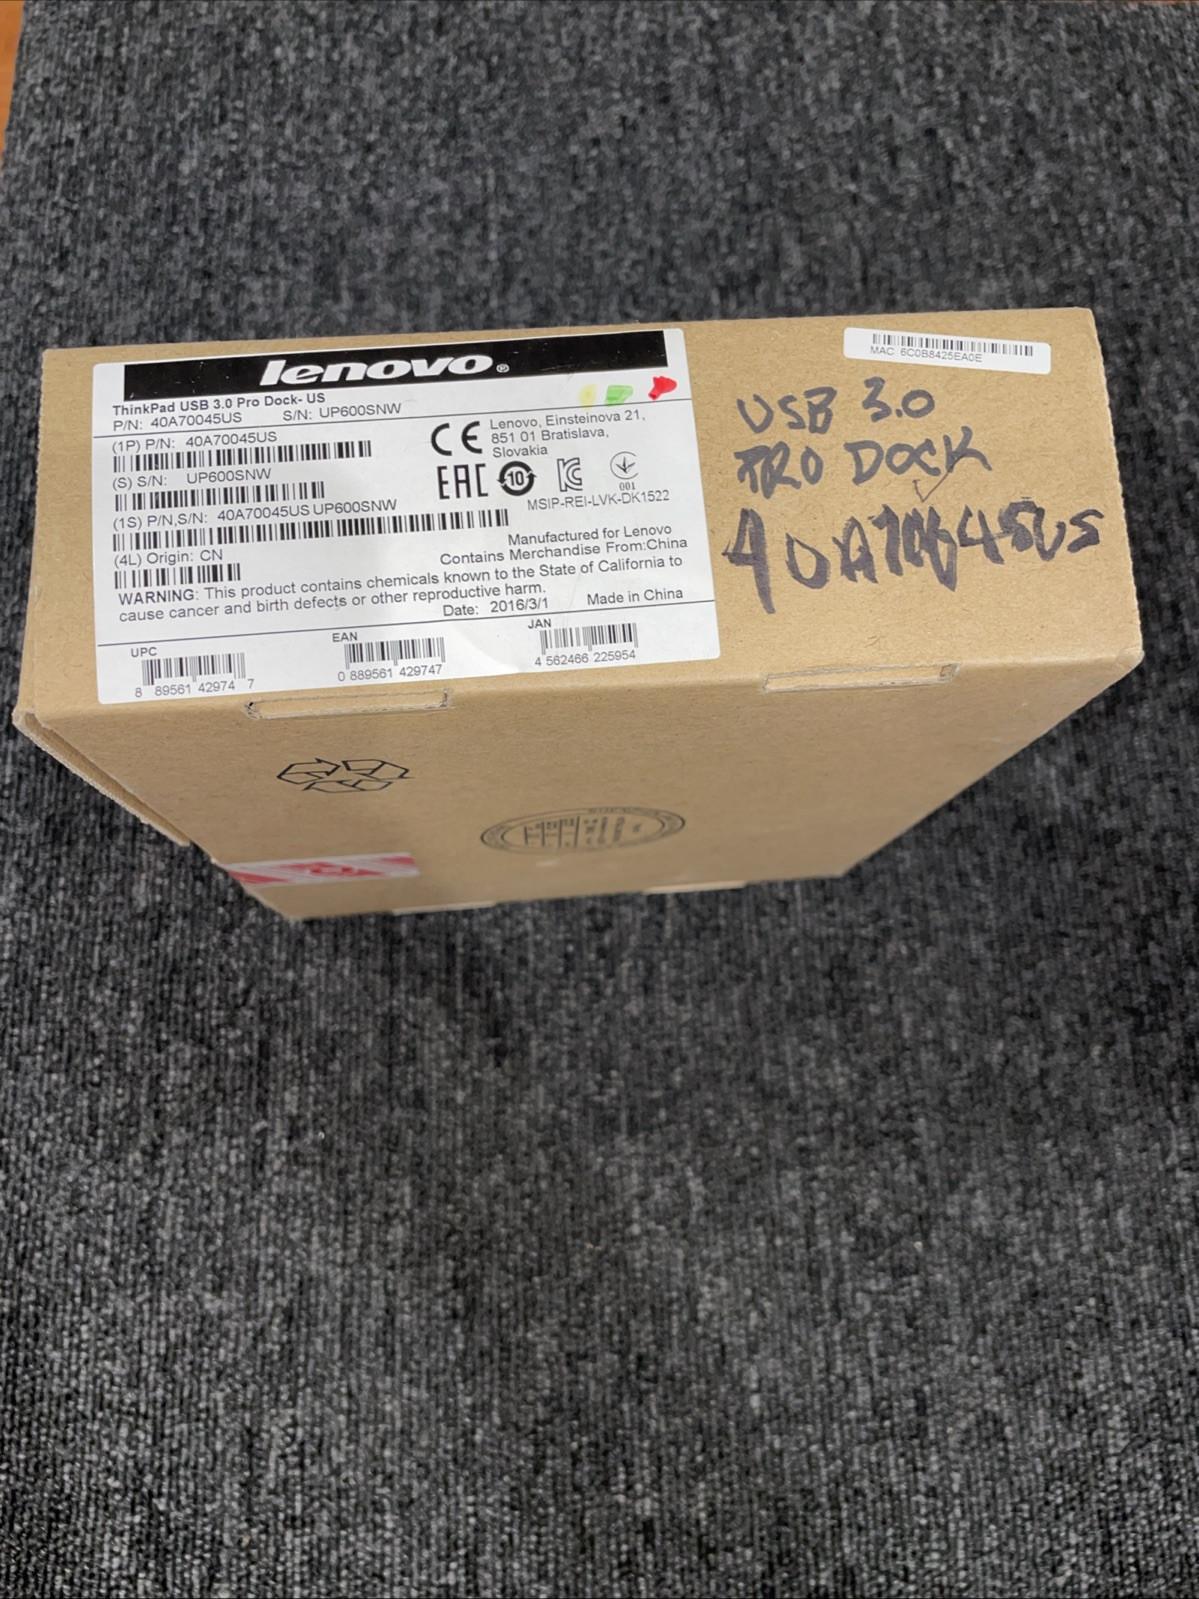 lenovo®
ThinkPad USB 3.0 Pro Dock- US
P/N: 40A70045US S/N: UP600SNW
(1P) P/N: 40A70045US
(S) S/N: UP600SNW
(1S) P/N,S/N: 40A70045US UP600SNW
(4L) Origin: CN
CE
Lenovo, Einsteinova 21,
851 01 Bratislava,
Slovakia
EAC
10
001
MSIP-REI-LVK-DK1522
Manufactured for Lenovo
Contains Merchandise From:China
WARNING: This product contains chemicals known to the State of California to
cause cancer and birth defects or other reproductive harm.
Date: 2016/3/1 Made in China
UPC
8 89561 42974 7
EAN
0 889561 429747
JAN
4 562466 225954
MAC 6C0B8425EA0E
USB 3.0
PRO DOCK
40A70045US